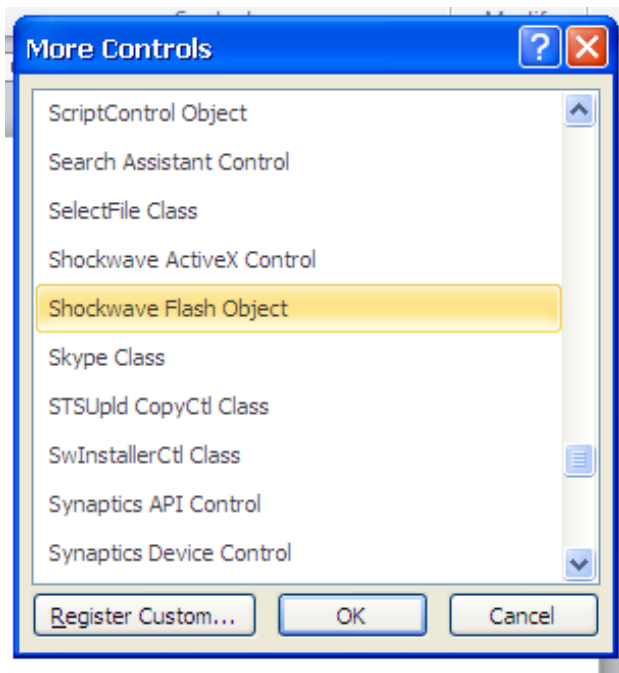 More Controls
ScriptControl Object
Search Assistant Control
SelectFile Class
Shockwave ActiveX Control
Shockwave Flash Object
Skype Class
STSUpld CopyCtl Class
SwInstallerCtl Class
Synaptics API Control
Synaptics Device Control
Register Custom... OK Cancel